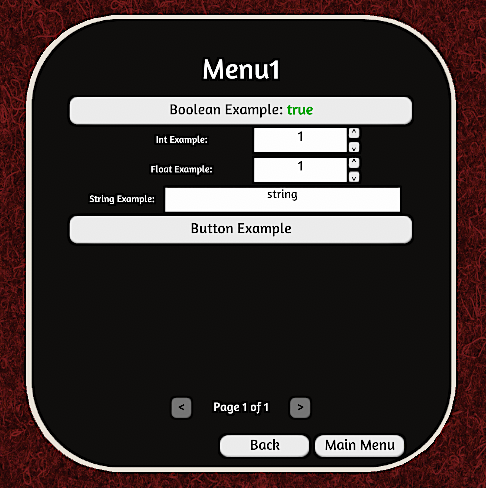 Menu1
Boolean Example: true
Int Example: 1 ^ v
Float Example: 1 ^ v
String Example: string
Button Example
< Page 1 of 1 >
Back Main Menu